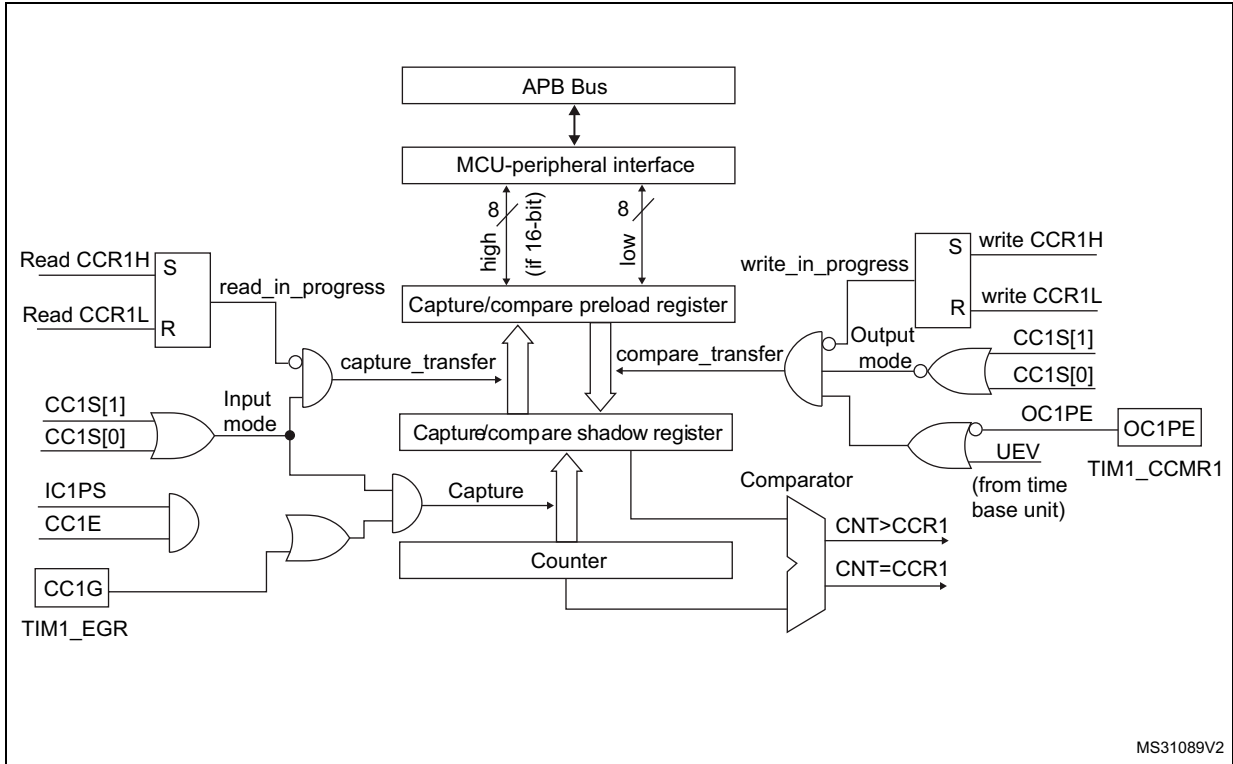 APB Bus
MCU-peripheral interface
8
high
(if 16-bit)
8
low
Read CCR1H
S
Read CCR1L
R
read_in_progress
write_in_progress
S
write CCR1H
R
write CCR1L
Capture/compare preload register
capture_transfer
compare_transfer
Output
mode
CC1S[1]
CC1S[0]
CC1S[1]
CC1S[0]
Input
mode
Capture/compare shadow register
OC1PE
OC1PE
UEV
TIM1_CCMR1
(from time
base unit)
IC1PS
CC1E
Capture
Comparator
CNT>CCR1
CNT=CCR1
Counter
CC1G
TIM1_EGR
MS31089V2